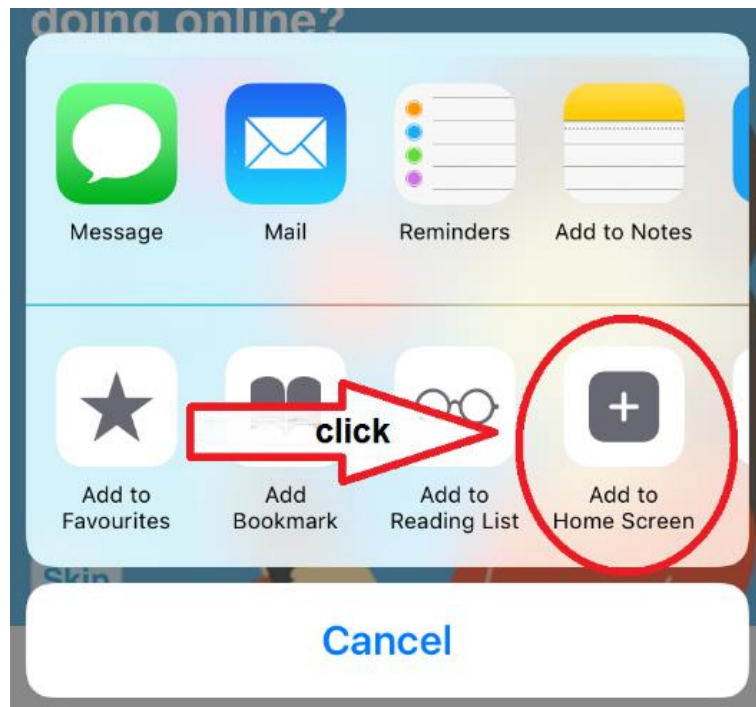 doing online?
Message
Mail
Reminders
Add to Notes
click
Add to
Favourites
Add
Bookmark
Add to
Reading List
Add to
Home Screen
Skip
Cancel